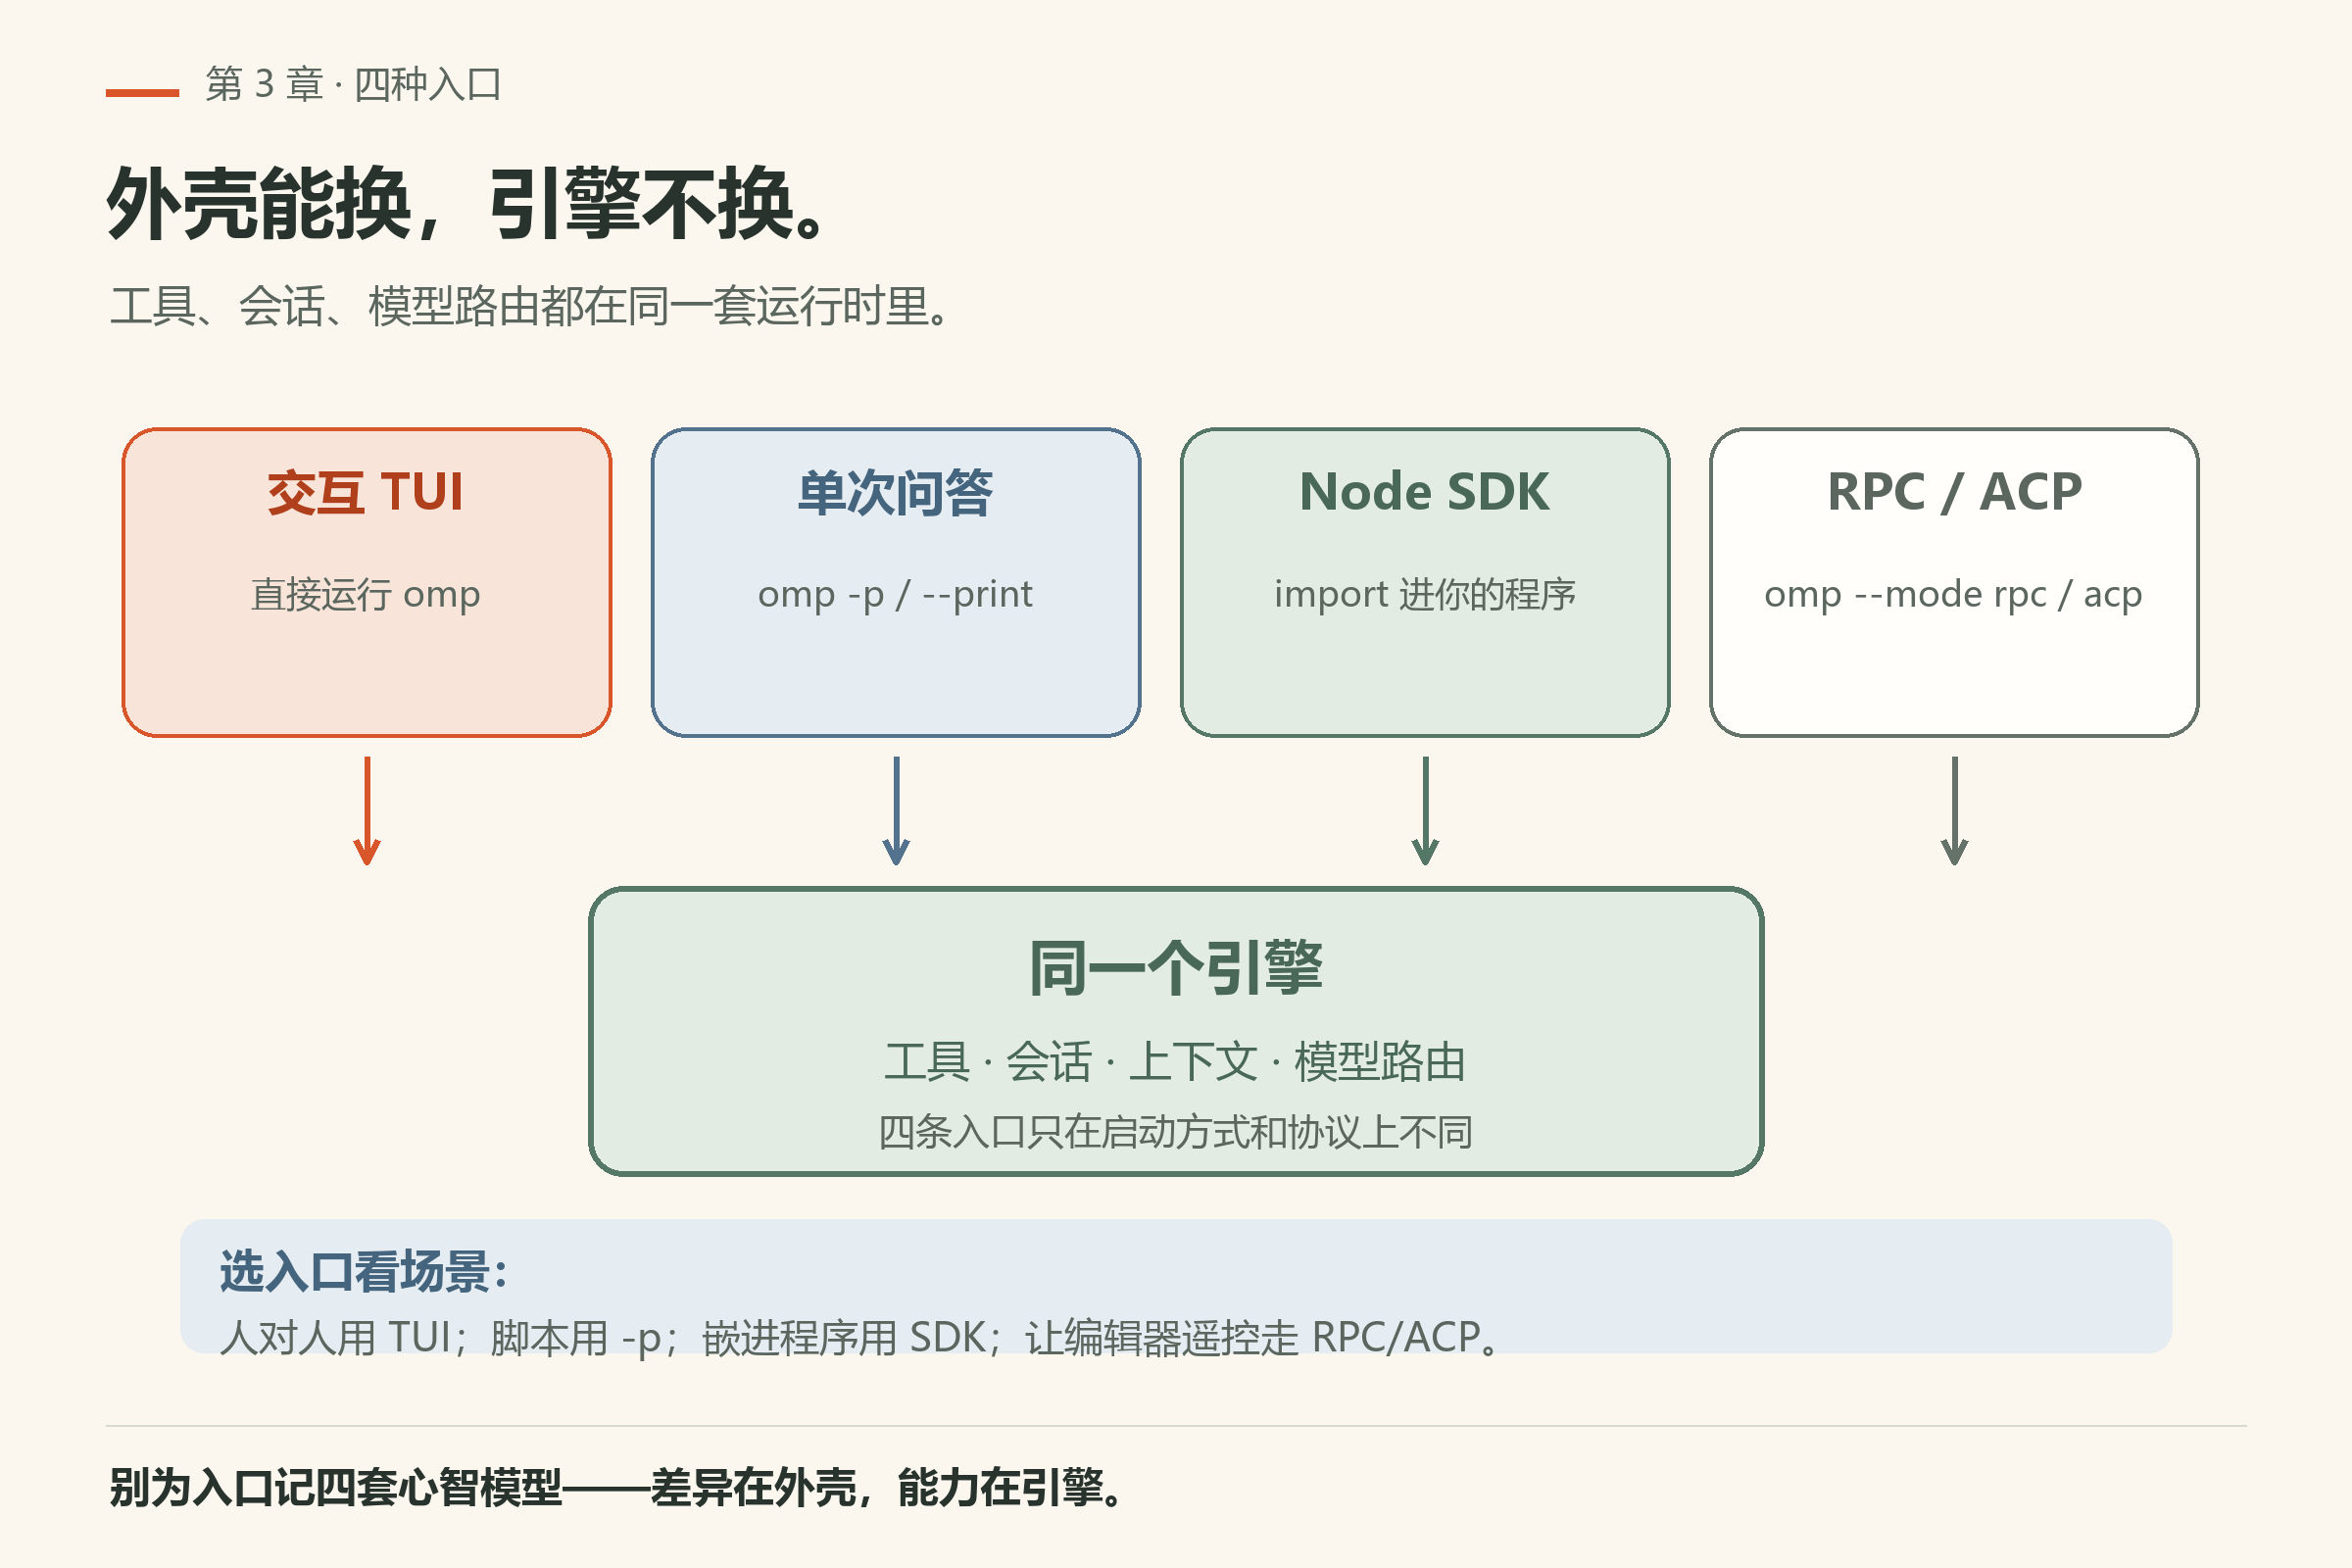 第 3 章 · 四种入口
外壳能换，引擎不换。
工具、会话、模型路由都在同一套运行时里。
交互 TUI
直接运行 omp
单次问答
omp -p / --print
Node SDK
import 进你的程序
RPC / ACP
omp --mode rpc / acp
同一个引擎
工具 · 会话 · 上下文 · 模型路由
四条入口只在启动方式和协议上不同
选入口看场景：
人对人用 TUI；脚本用 -p；嵌进程序用 SDK；让编辑器遥控走 RPC/ACP。
别为入口记四套心智模型——差异在外壳，能力在引擎。